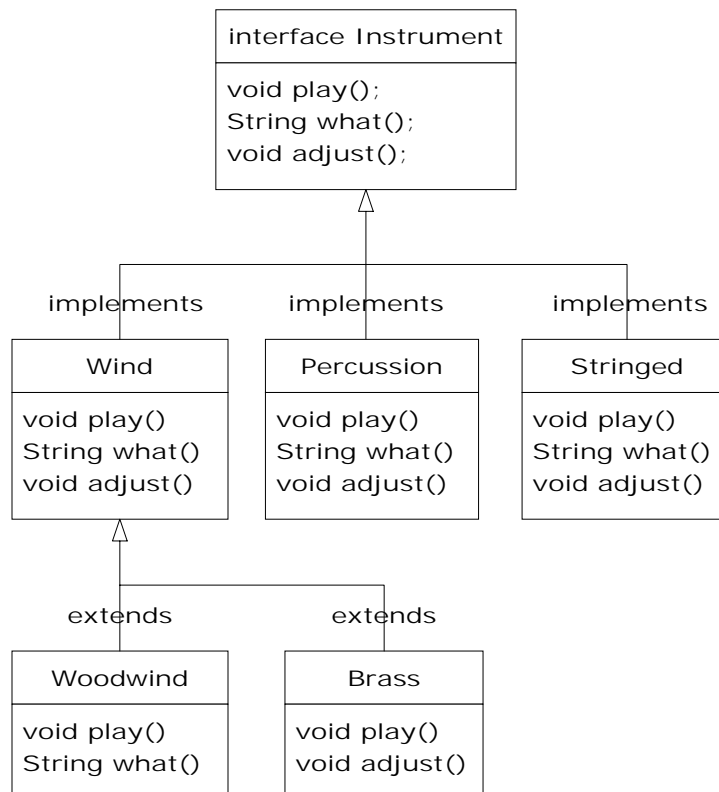 interface Instrument
void play();
String what();
void adjust();
implements
implements
implements
Wind
void play()
String what()
void adjust()
Percussion
void play()
String what()
void adjust()
Stringed
void play()
String what()
void adjust()
extends
extends
Woodwind
void play()
String what()
Brass
void play()
void adjust()